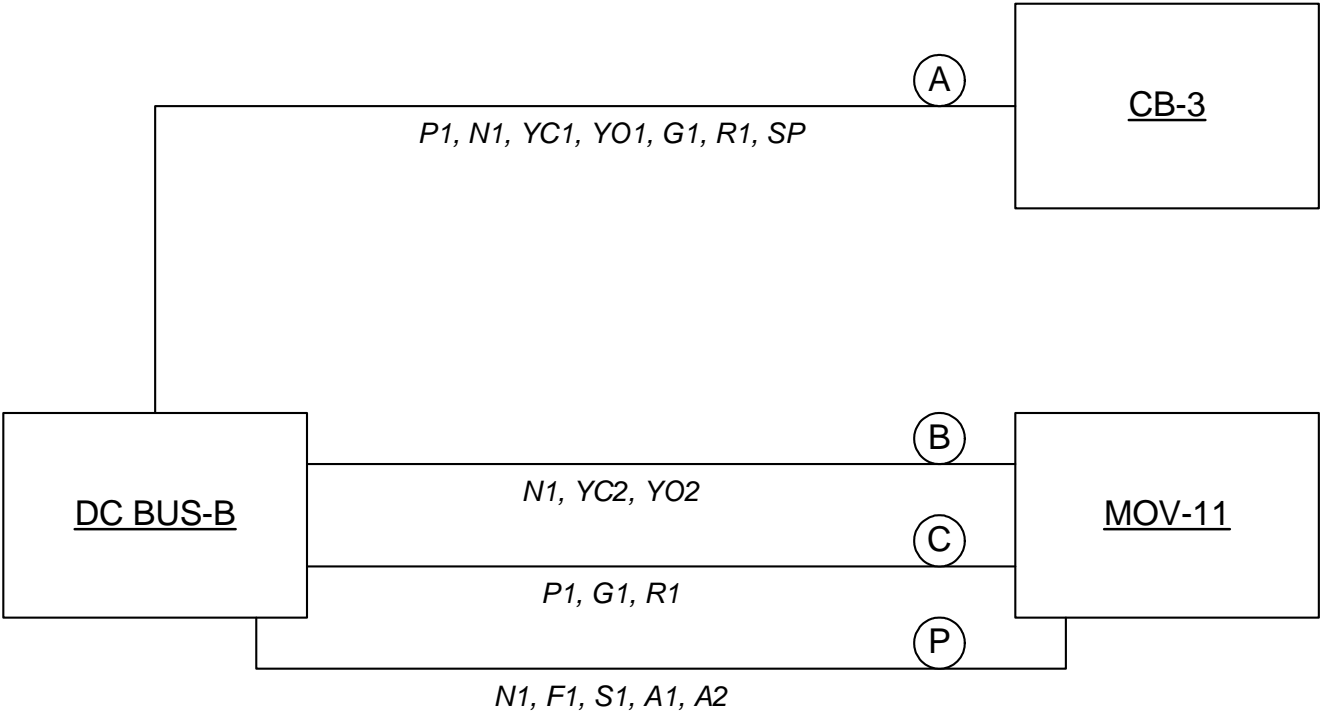 A
CB-3
P1, N1, YC1, YO1, G1, R1, SP
B
N1, YC2, YO2
DC BUS-B
MOV-11
C
P1, G1, R1
P
N1, F1, S1, A1, A2